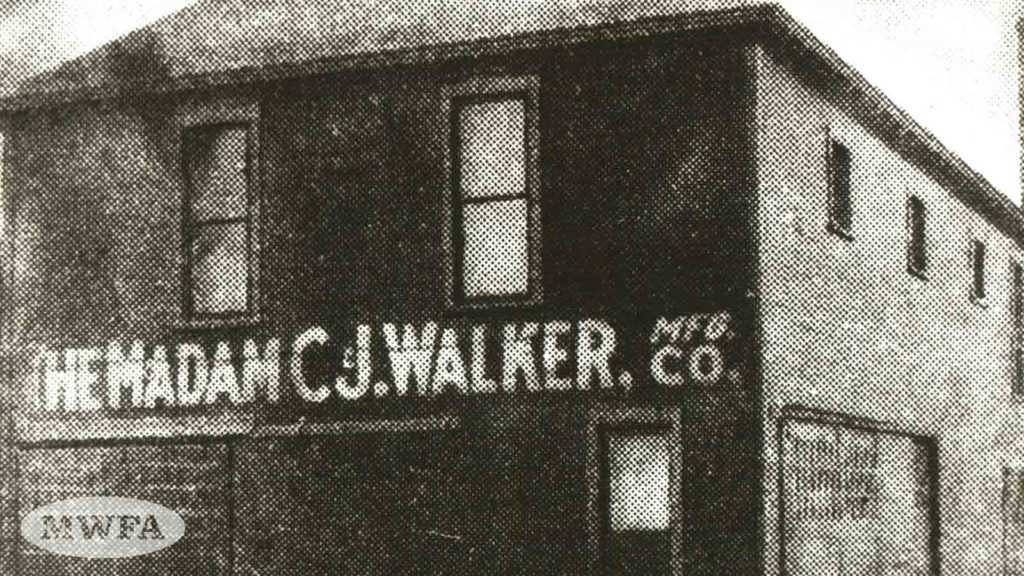 THE MADAM C.J. WALKER. MFG. CO.
MWFA